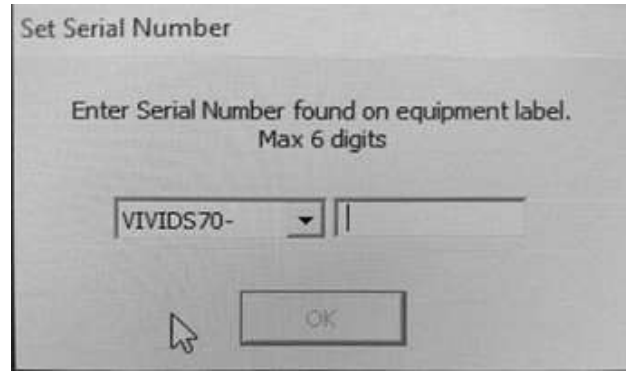 Set Serial Number
Enter Serial Number found on equipment label.
Max 6 digits
VIVIDS70-
OK